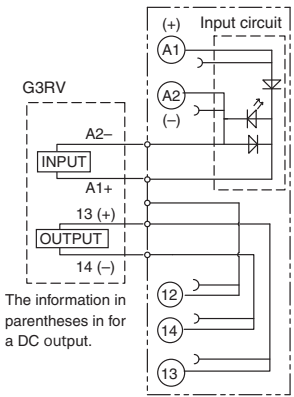 (+)
Input circuit
A1
A2
(–)
G3RV
A2–
INPUT
A1+
13 (+)
OUTPUT
14 (–)
The information in
parentheses in for
a DC output.
12
14
13